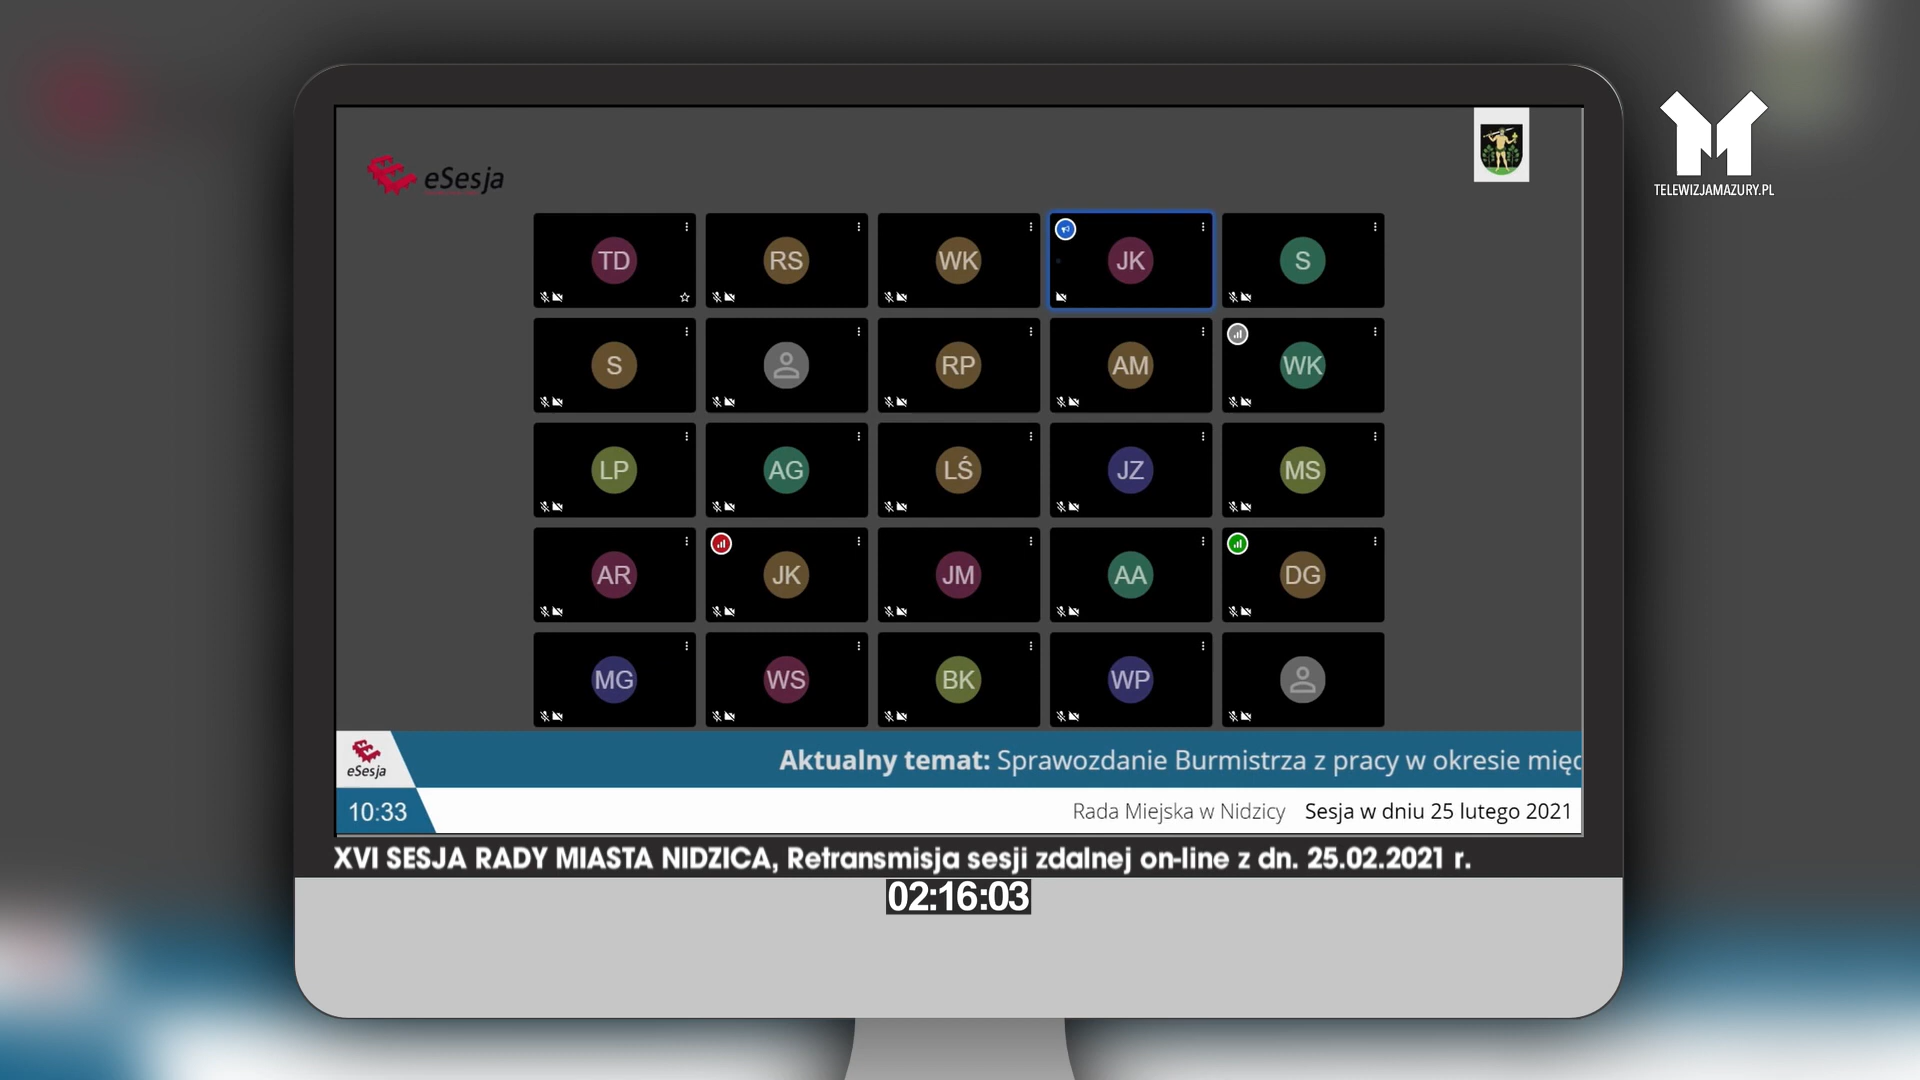 eSesja
TELEWIZJAMAZURY.PL
TD
RS
WK
JK
S
S
RP
AM
WK
LP
AG
LŚ
JZ
MS
AR
JK
JM
AA
DG
MG
WS
BK
WP
eSesja
Aktualny temat: Sprawozdanie Burmistrza z pracy w okresie mię
10:33
Rada Miejska w Nidzicy Sesja w dniu 25 lutego 2021
XVI SESJA RADY MIASTA NIDZICA, Retransmisja sesji zdalnej on-line z dn. 25.02.2021 r.
02:16:03